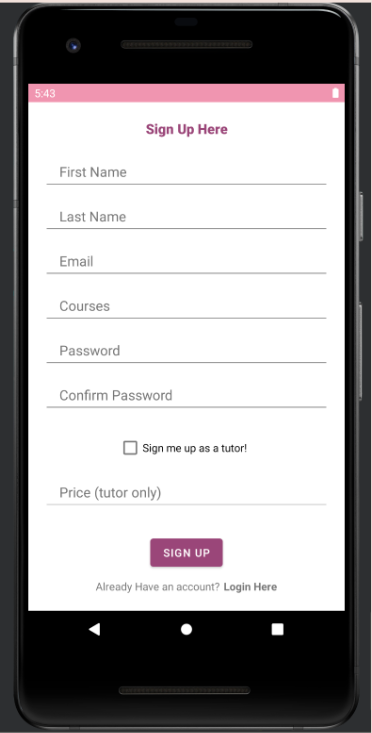 5:43
Sign Up Here
First Name
Last Name
Email
Courses
Password
Confirm Password
Sign me up as a tutor!
Price (tutor only)
SIGN UP
Already Have an account? Login Here